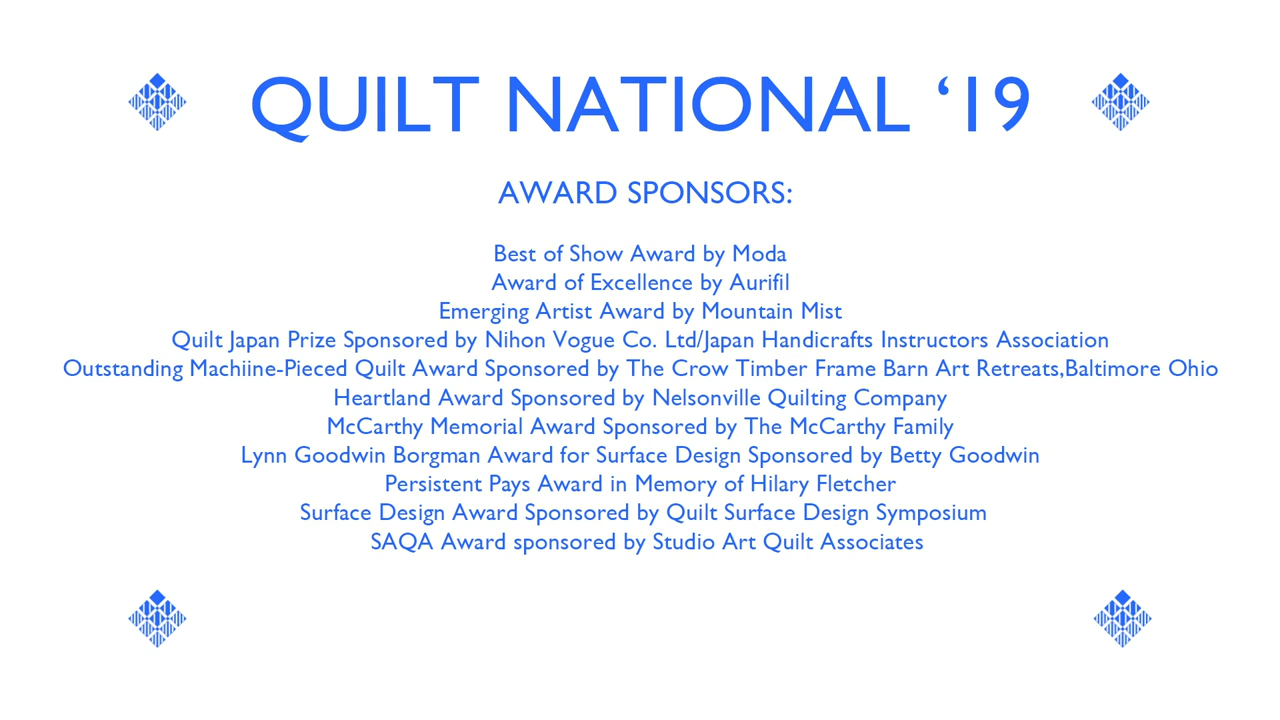 QUILT NATIONAL ‘19
AWARD SPONSORS:
Best of Show Award by Moda
Award of Excellence by Aurifil
Emerging Artist Award by Mountain Mist
Quilt Japan Prize Sponsored by Nihon Vogue Co. Ltd/Japan Handicrafts Instructors Association
Outstanding Machiine-Pieced Quilt Award Sponsored by The Crow Timber Frame Barn Art Retreats,Baltimore Ohio
Heartland Award Sponsored by Nelsonville Quilting Company
McCarthy Memorial Award Sponsored by The McCarthy Family
Lynn Goodwin Borgman Award for Surface Design Sponsored by Betty Goodwin
Persistent Pays Award in Memory of Hilary Fletcher
Surface Design Award Sponsored by Quilt Surface Design Symposium
SAQA Award sponsored by Studio Art Quilt Associates